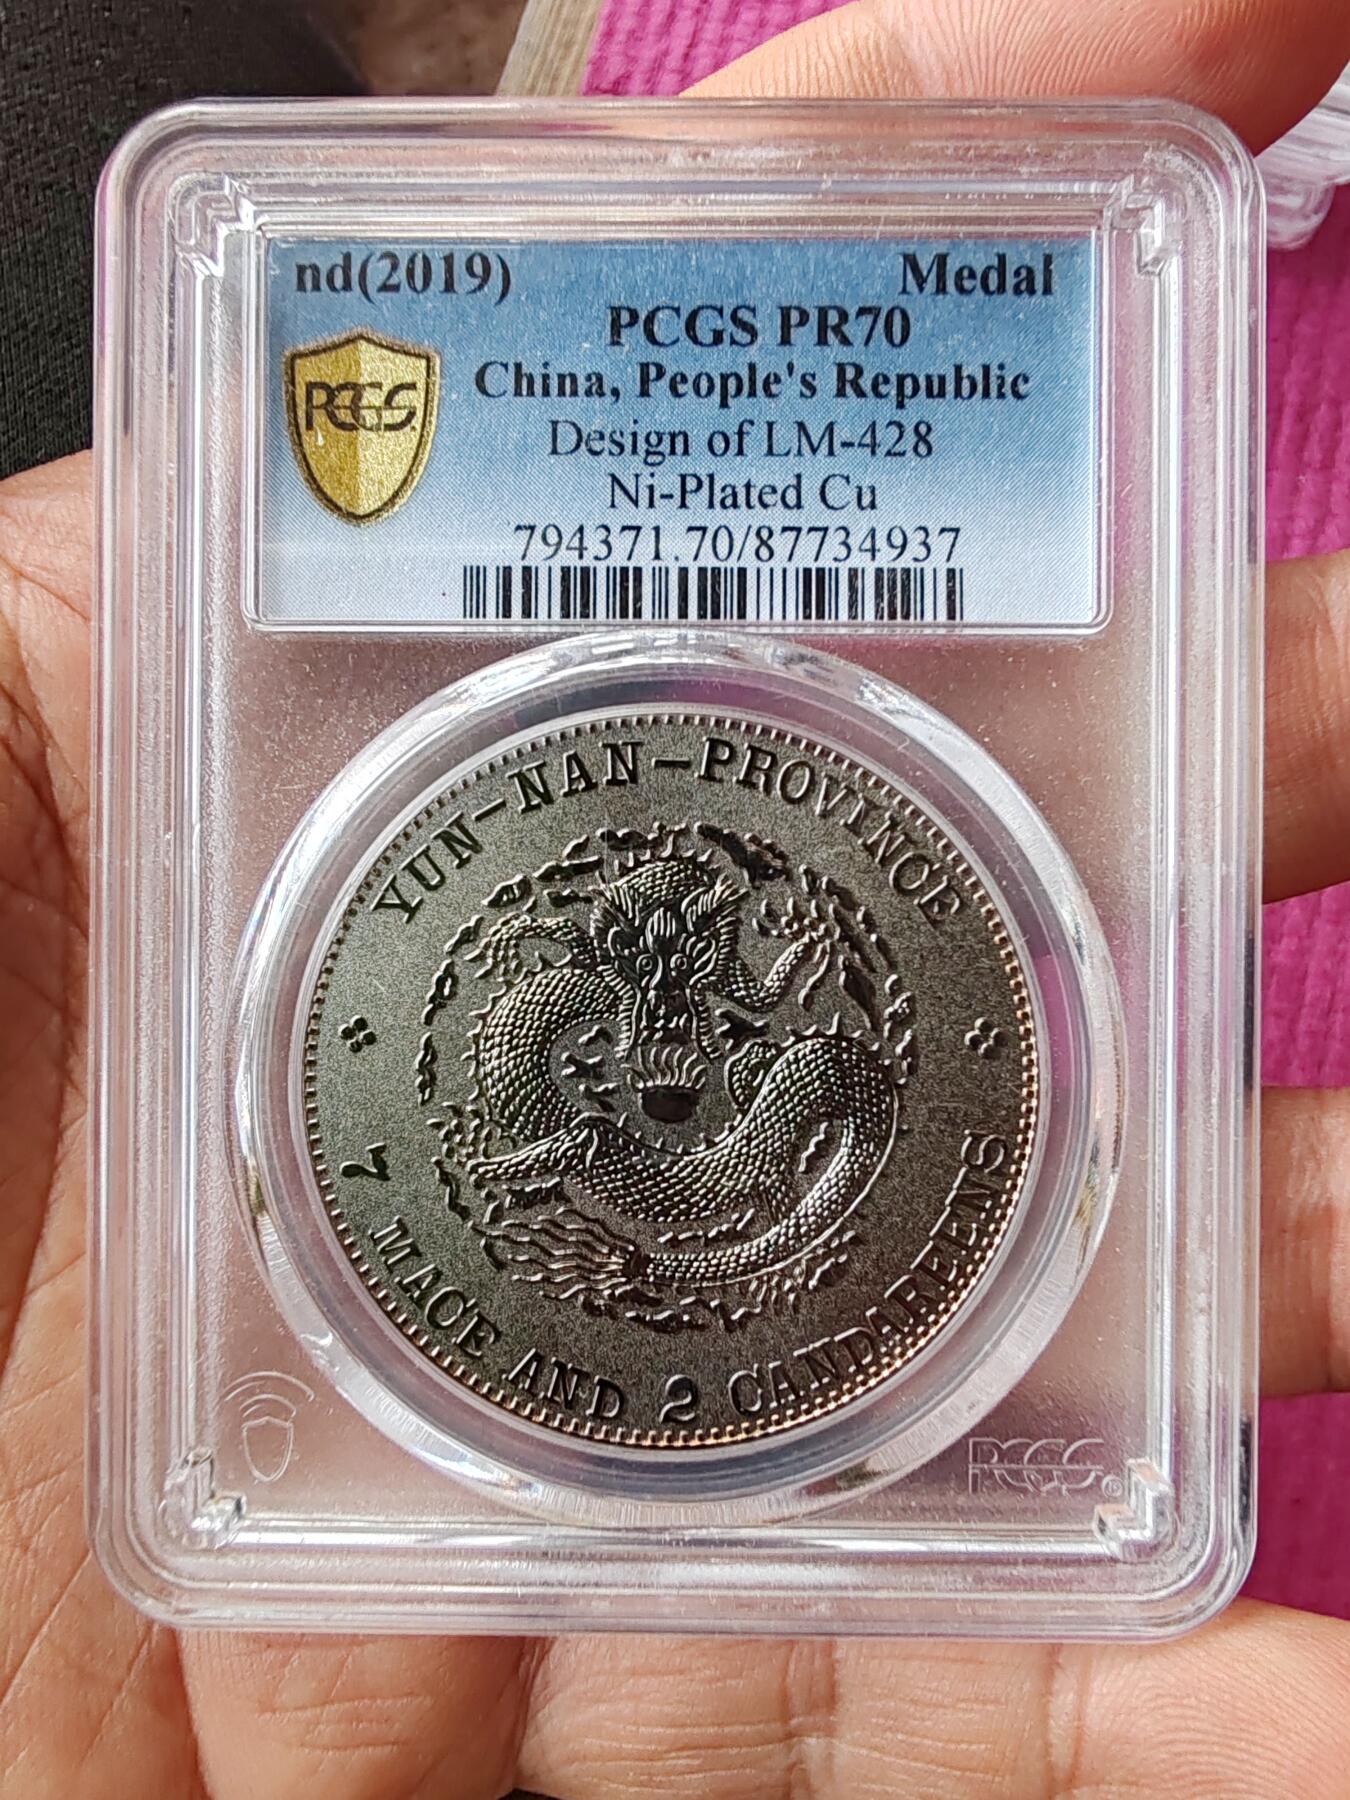 nd(2019) Medal
PCGS PR70
China, People's Republic
Design of LM-428
Ni-Plated Cu
794371.70/87734937
PCGS
YUN-NAN-PROVINCE
7 MACE AND 2 CANDAREENS
PCGS